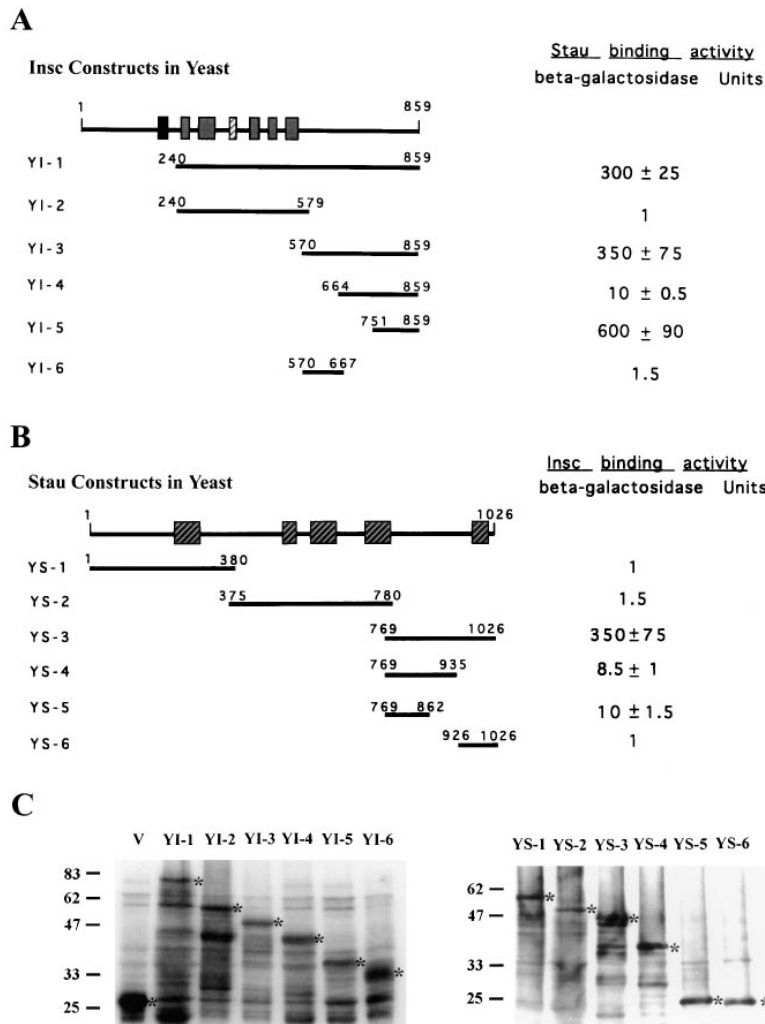 A
Stau binding activity
Insc Constructs in Yeast
beta-galactosidase Units
1 859
YI-1 240 859 300 ± 25
YI-2 240 579 1
YI-3 570 859 350 ± 75
YI-4 664 859 10 ± 0.5
YI-5 751 859 600 ± 90
YI-6 570 667 1.5
B
Insc binding activity
Stau Constructs in Yeast
beta-galactosidase Units
1 1026
YS-1 1 380 1
YS-2 375 780 1.5
YS-3 769 1026 350±75
YS-4 769 935 8.5 ± 1
YS-5 769 862 10 ± 1.5
YS-6 926 1026 1
C
V YI-1 YI-2 YI-3 YI-4 YI-5 YI-6
83
62
47
33
25
* * * * * * *
YS-1 YS-2 YS-3 YS-4 YS-5 YS-6
62
47
33
25
* * * * * *